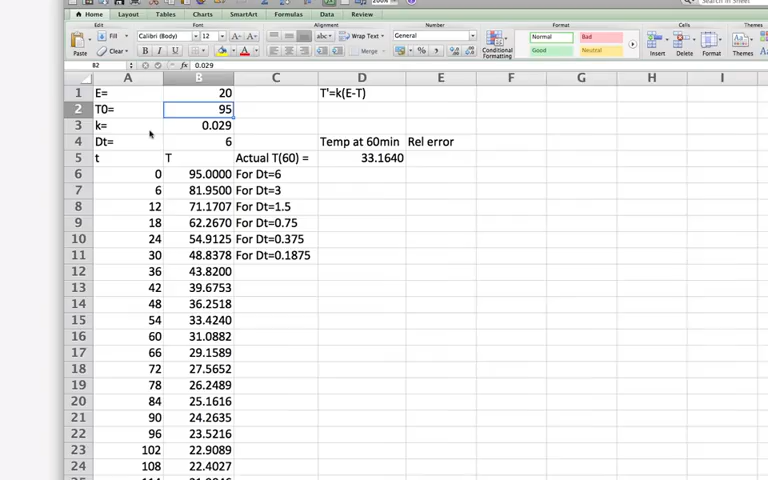 Home Layout Tables Charts SmartArt Formulas Data Review
Edit Font Alignment Number Format Cells Themes
Fill Calibri (Body) 12 A A abc Wrap Text General Normal Bad
Paste Clear B I U A Merge % Conditional Formatting Good Neutral Insert Delete Format Themes
B2 fx 0.029
A B C D E F G H I
1 E= 20 T'=k(E-T)
2 T0= 95
3 k= 0.029
4 Dt= 6 Temp at 60min Rel error
5 t T Actual T(60) = 33.1640
6 0 95.0000 For Dt=6
7 6 81.9500 For Dt=3
8 12 71.1707 For Dt=1.5
9 18 62.2670 For Dt=0.75
10 24 54.9125 For Dt=0.375
11 30 48.8378 For Dt=0.1875
12 36 43.8200
13 42 39.6753
14 48 36.2518
15 54 33.4240
16 60 31.0882
17 66 29.1589
18 72 27.5652
19 78 26.2489
20 84 25.1616
21 90 24.2635
22 96 23.5216
23 102 22.9089
24 108 22.4027